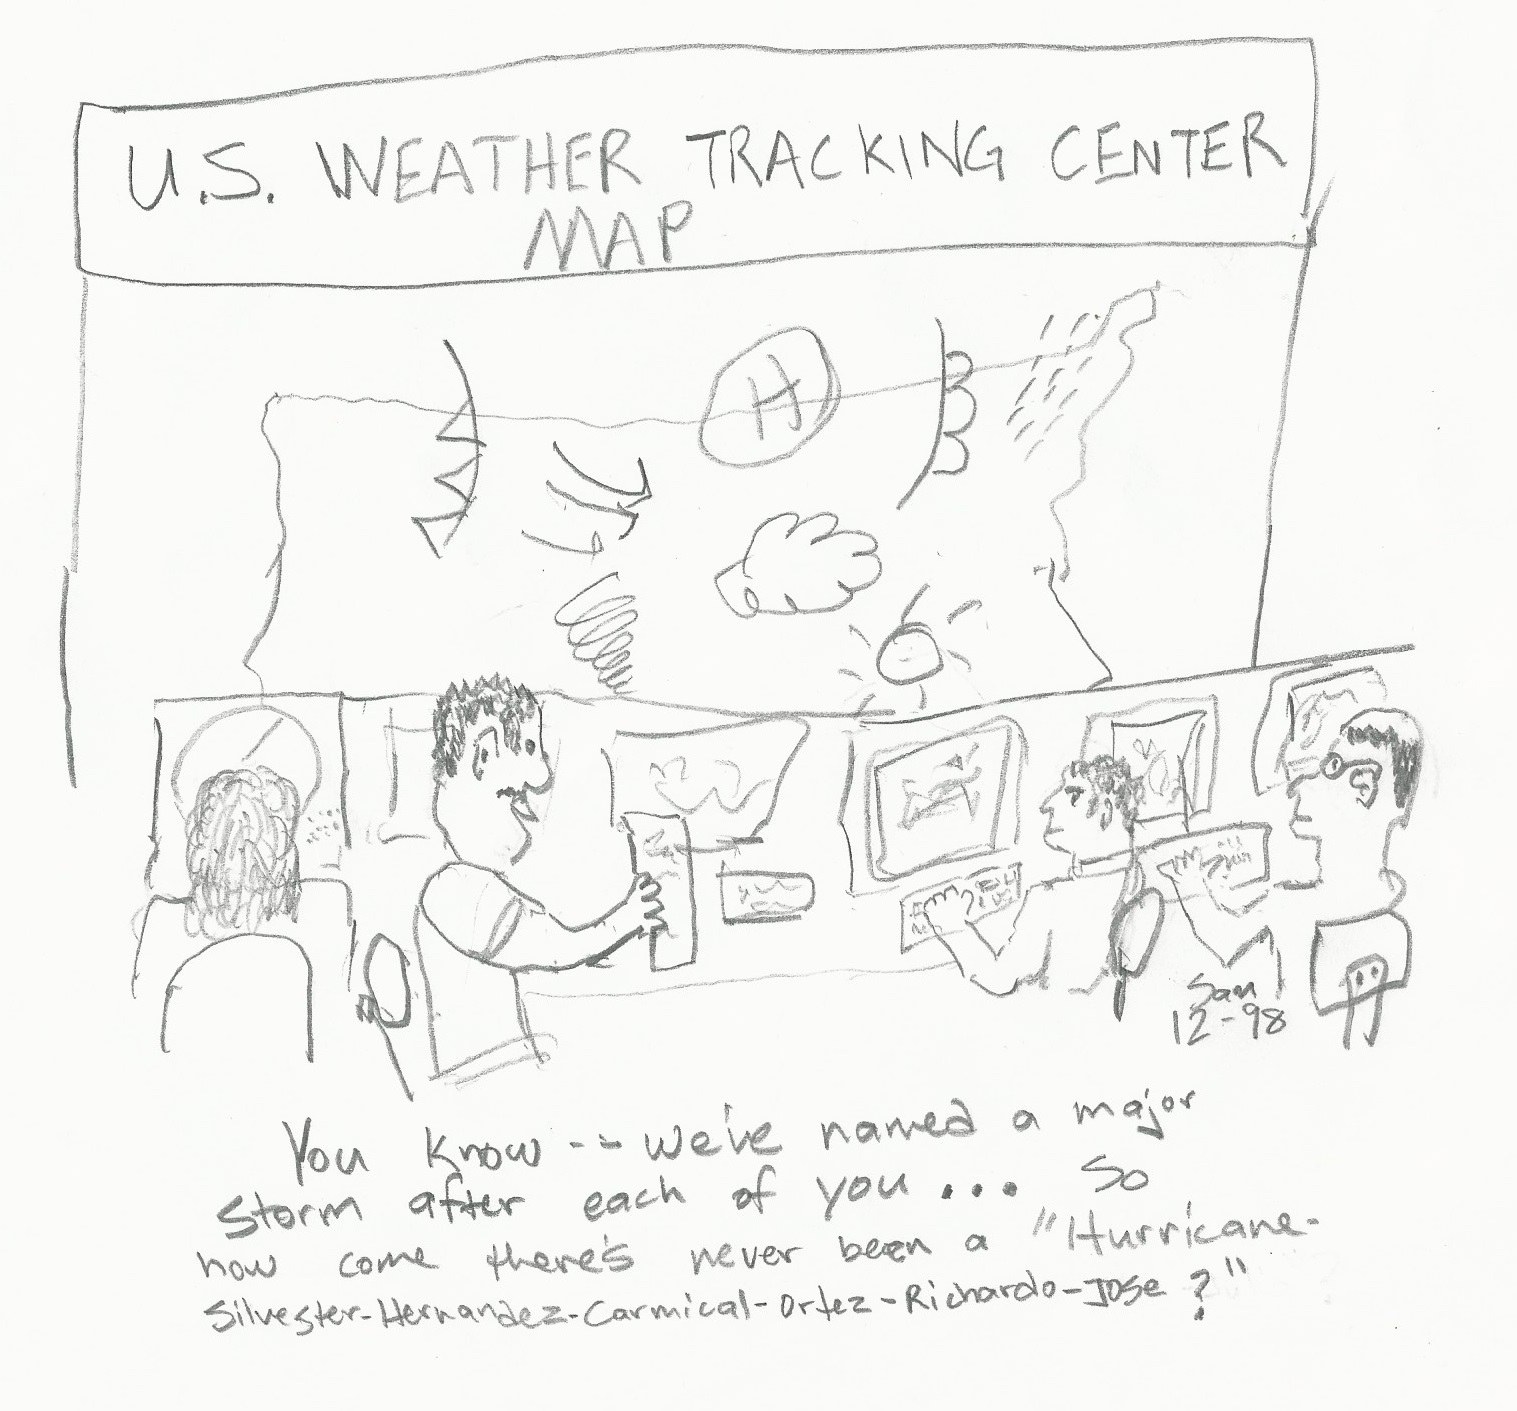 U.S. WEATHER TRACKING CENTER
MAP
H
San
12-98
You know -- we've named a major
storm after each of you ... So
how come there's never been a "Hurricane-
Silvester-Hernandez-Carmical-Ortez-Richardo-Jose?"